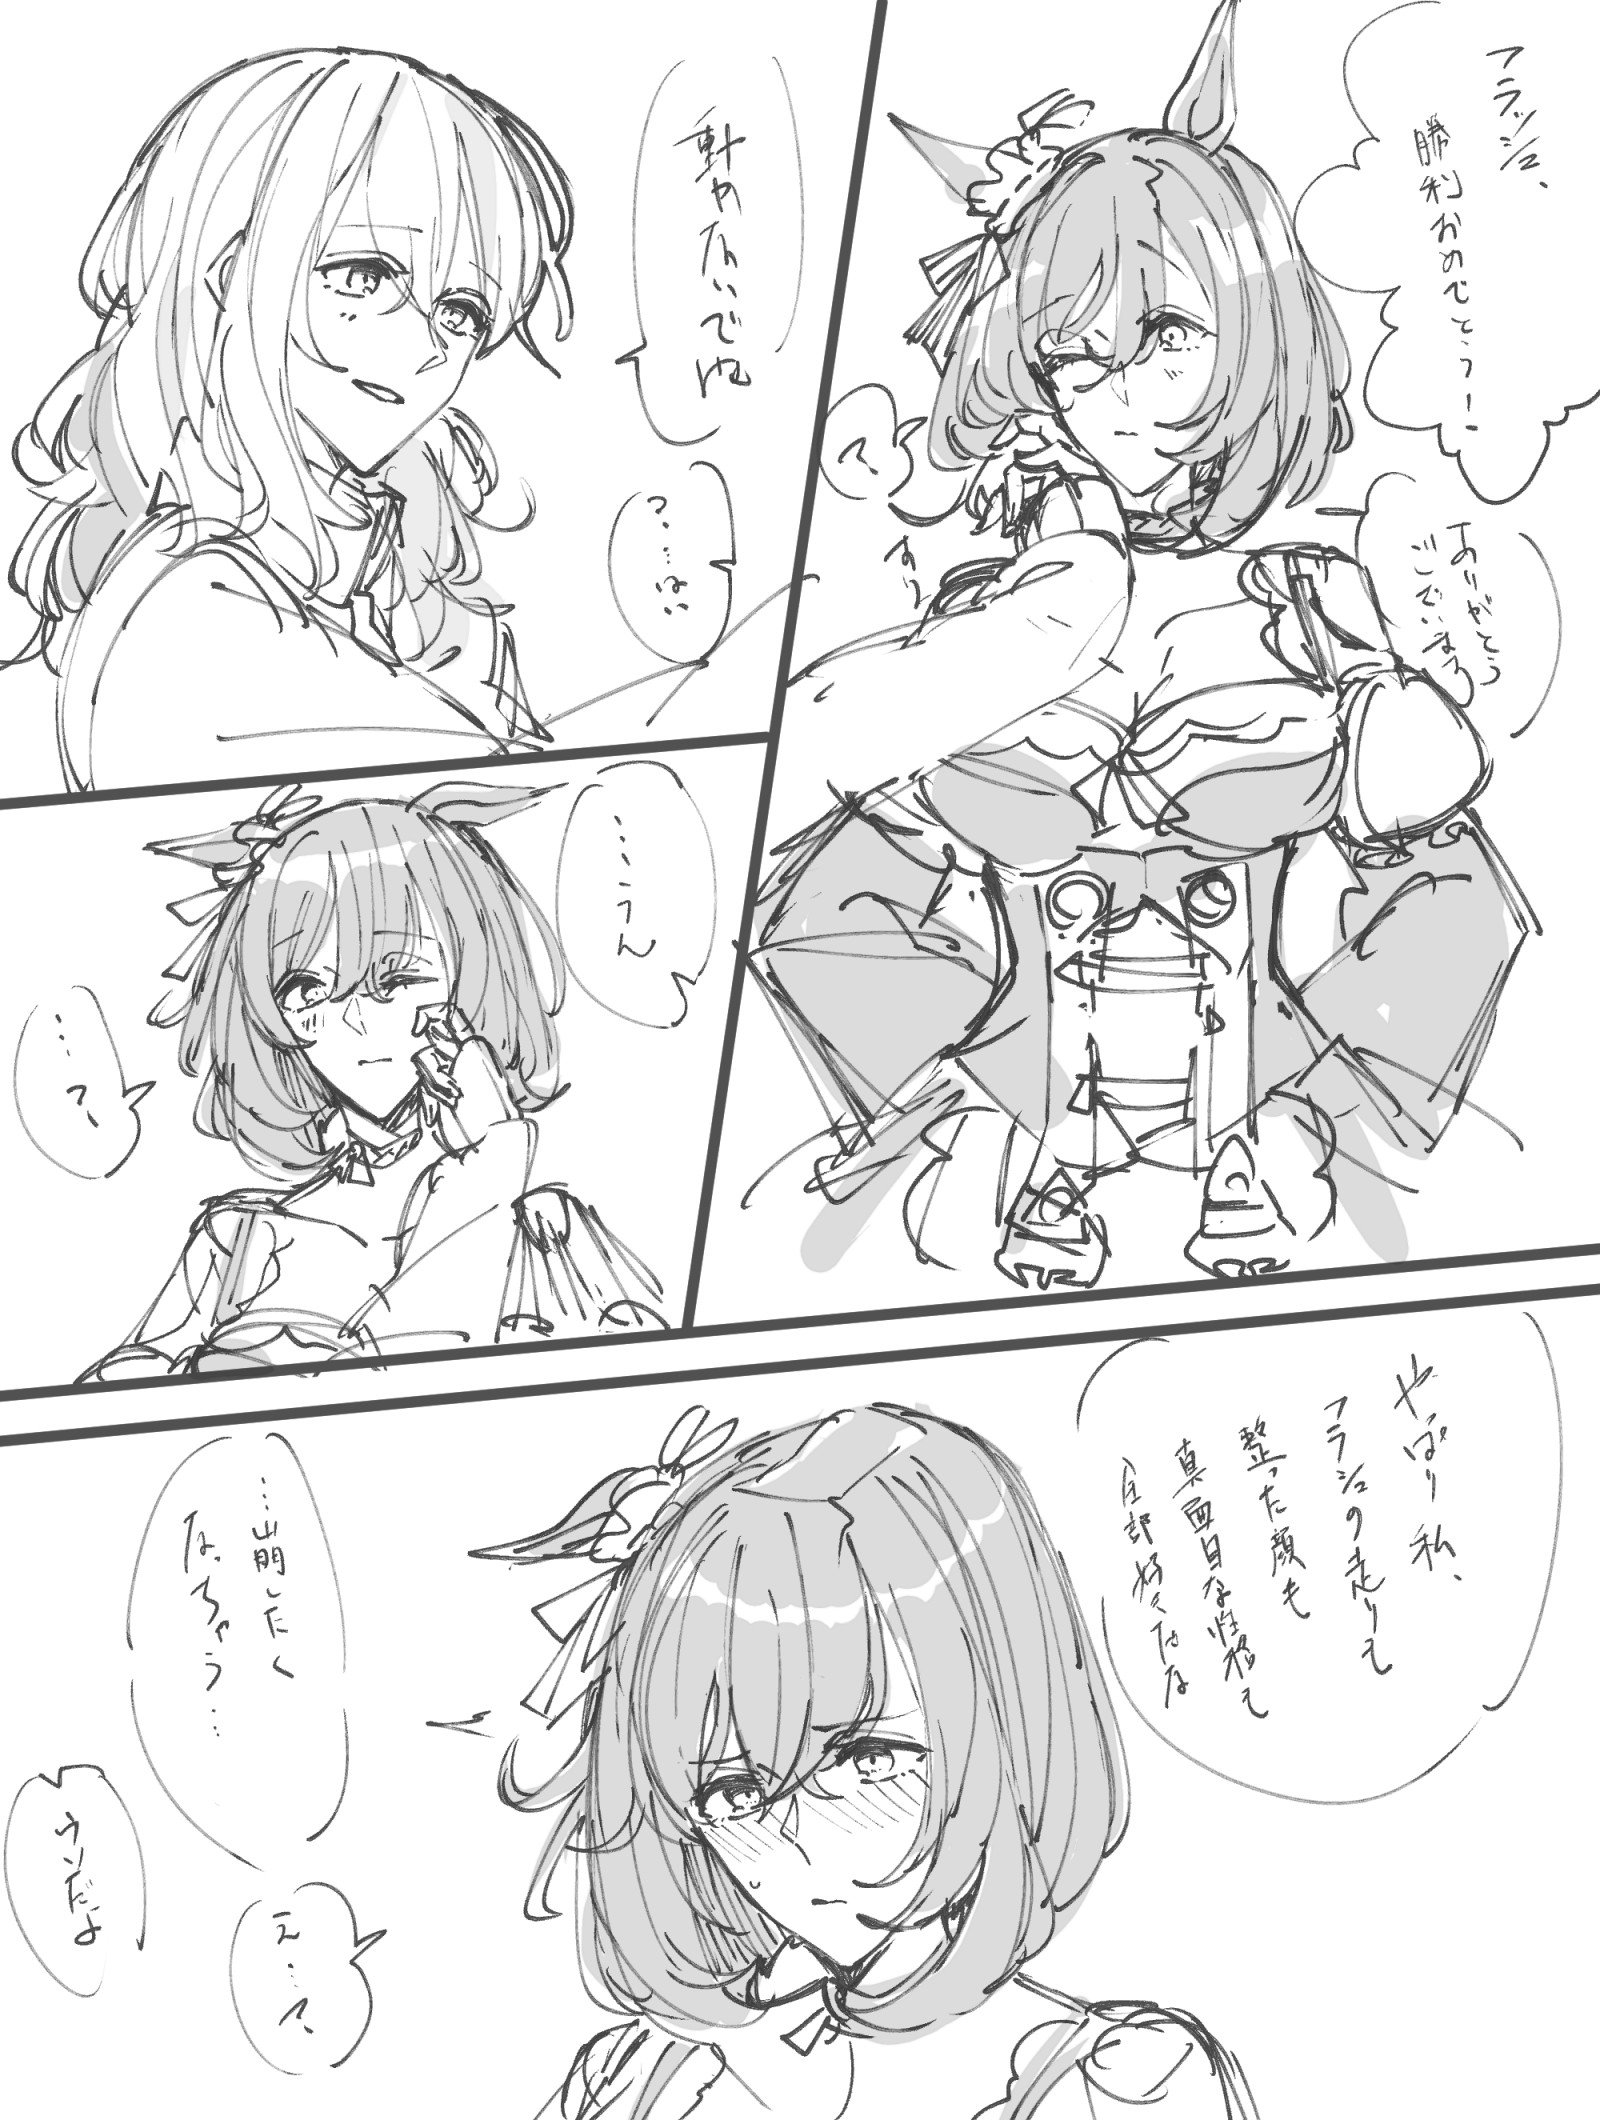 フラッシュ、
勝利おめでとう!
ありがとう
ございまっ
?
すっ
動かないでね
っ、…はい
……うん
……?、
やっぱり私、
フラッシュの走りも
整った顔も
真面目な性格も
全部好きだな
…崩したく
なっちゃう…
え…?、
ウソだよ